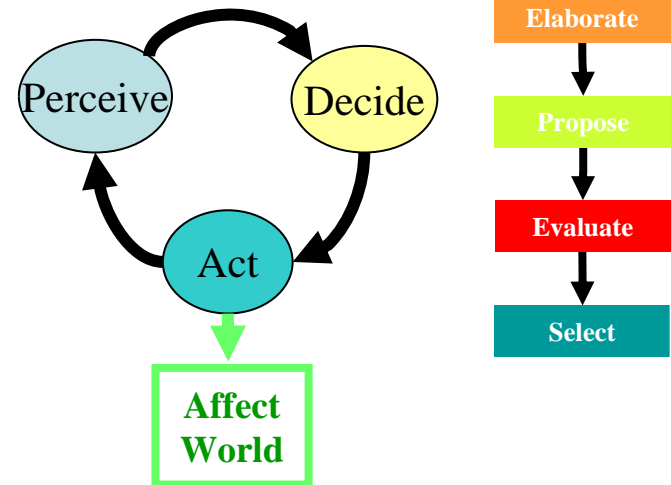 Perceive
Decide
Act
Affect
World
Elaborate
Propose
Evaluate
Select